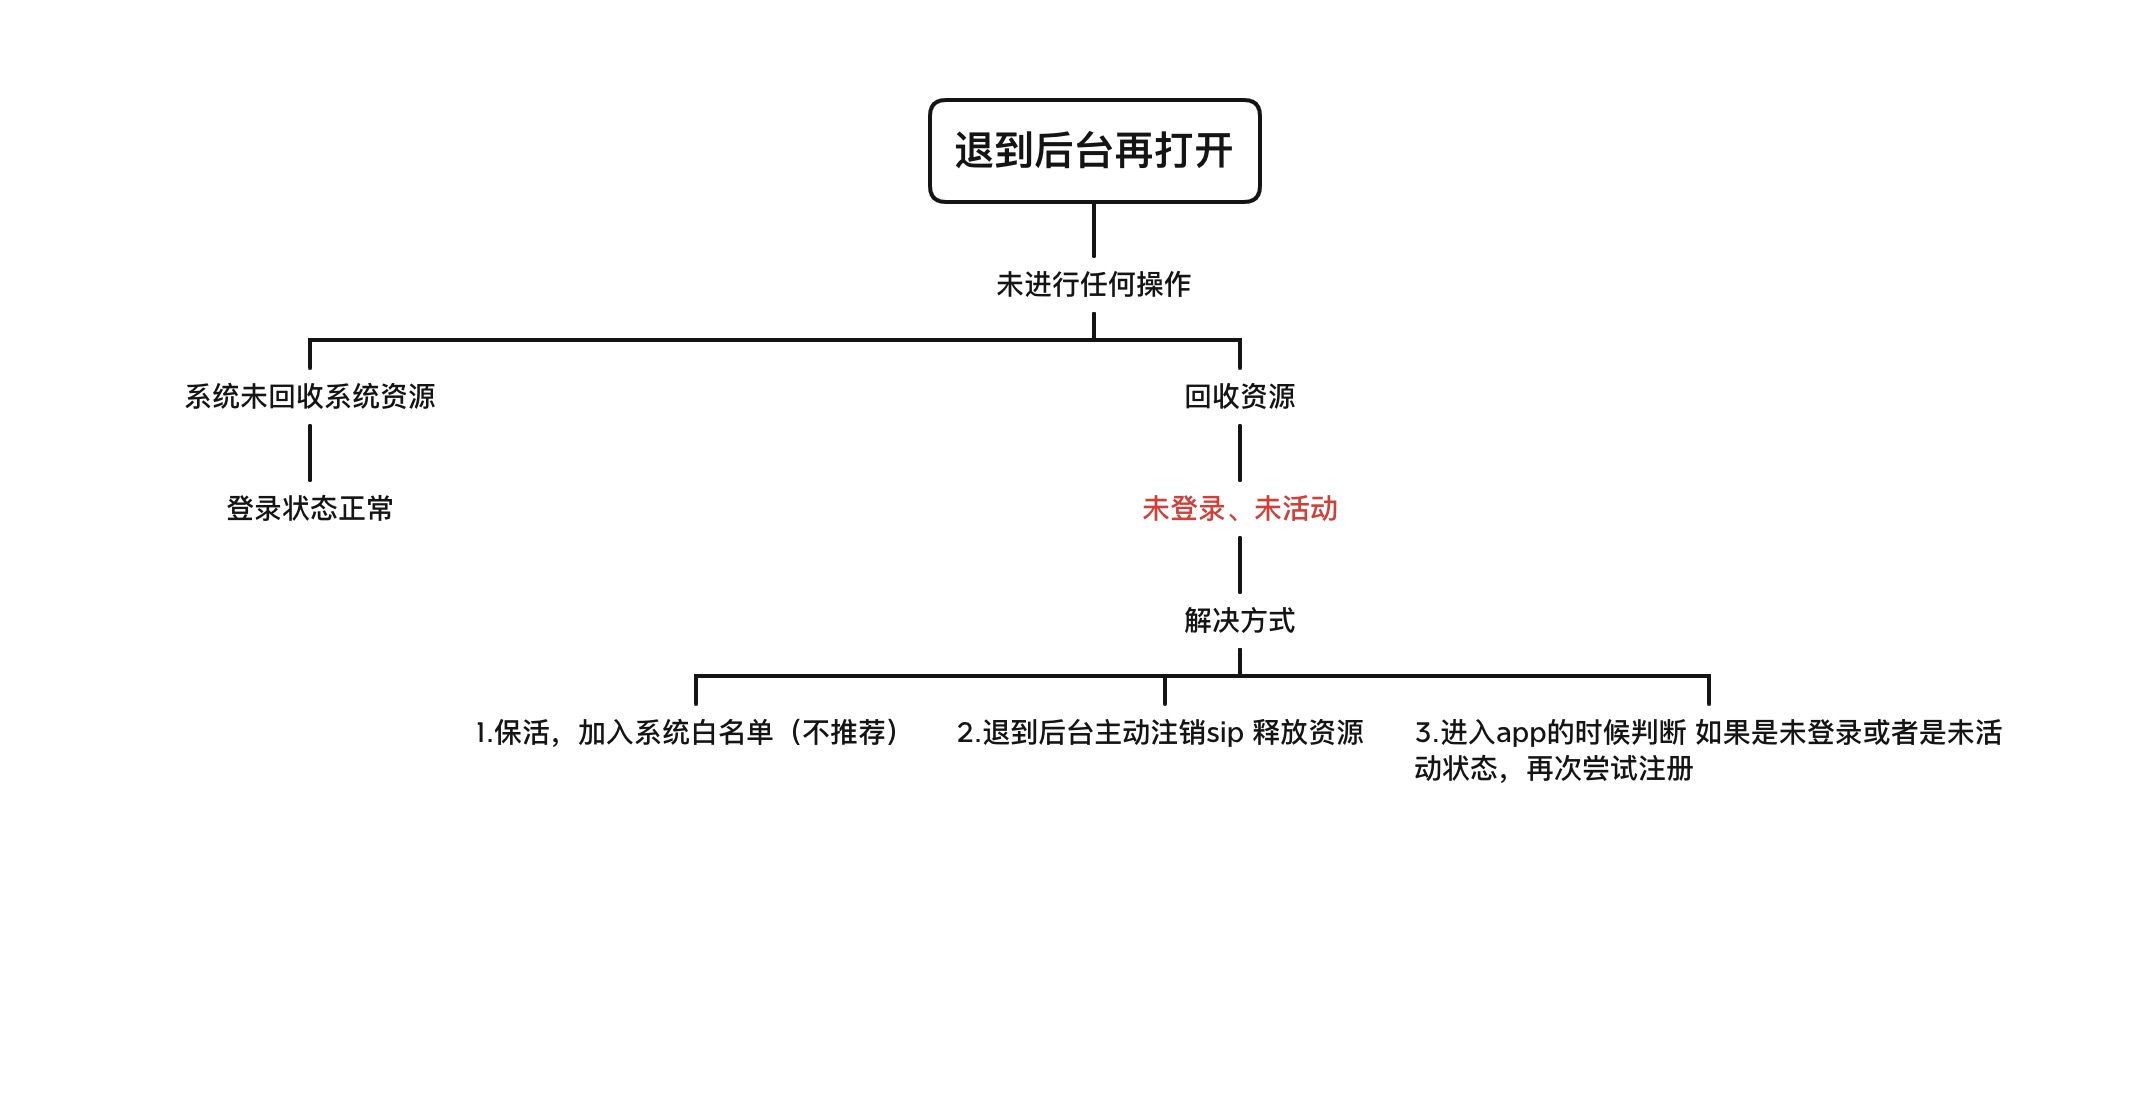 退到后台再打开
未进行任何操作
系统未回收系统资源
回收资源
登录状态正常
未登录、未活动
解决方式
1.保活，加入系统白名单（不推荐）
2.退到后台主动注销sip 释放资源
3.进入app的时候判断 如果是未登录或者是未活
动状态，再次尝试注册